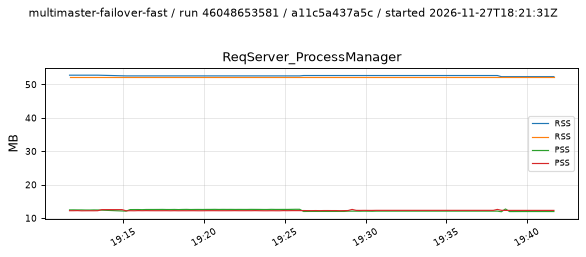 multimaster-failover-fast / run 46048653581 / a11c5a437a5c / started 2026-11-27T18:21:31Z
ReqServer_ProcessManager
MB
50
40
30
20
10
RSS
RSS
PSS
PSS
19:15
19:20
19:25
19:30
19:35
19:40